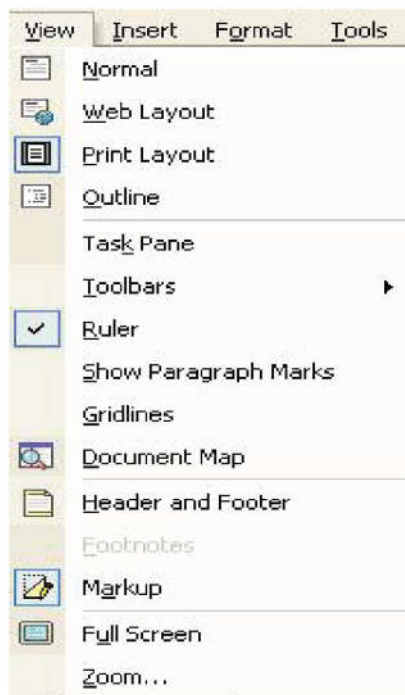 View Insert Format Tools
Normal
Web Layout
Print Layout
Outline
Task Pane
Toolbars
Ruler
Show Paragraph Marks
Gridlines
Document Map
Header and Footer
Footnotes
Markup
Full Screen
Zoom...